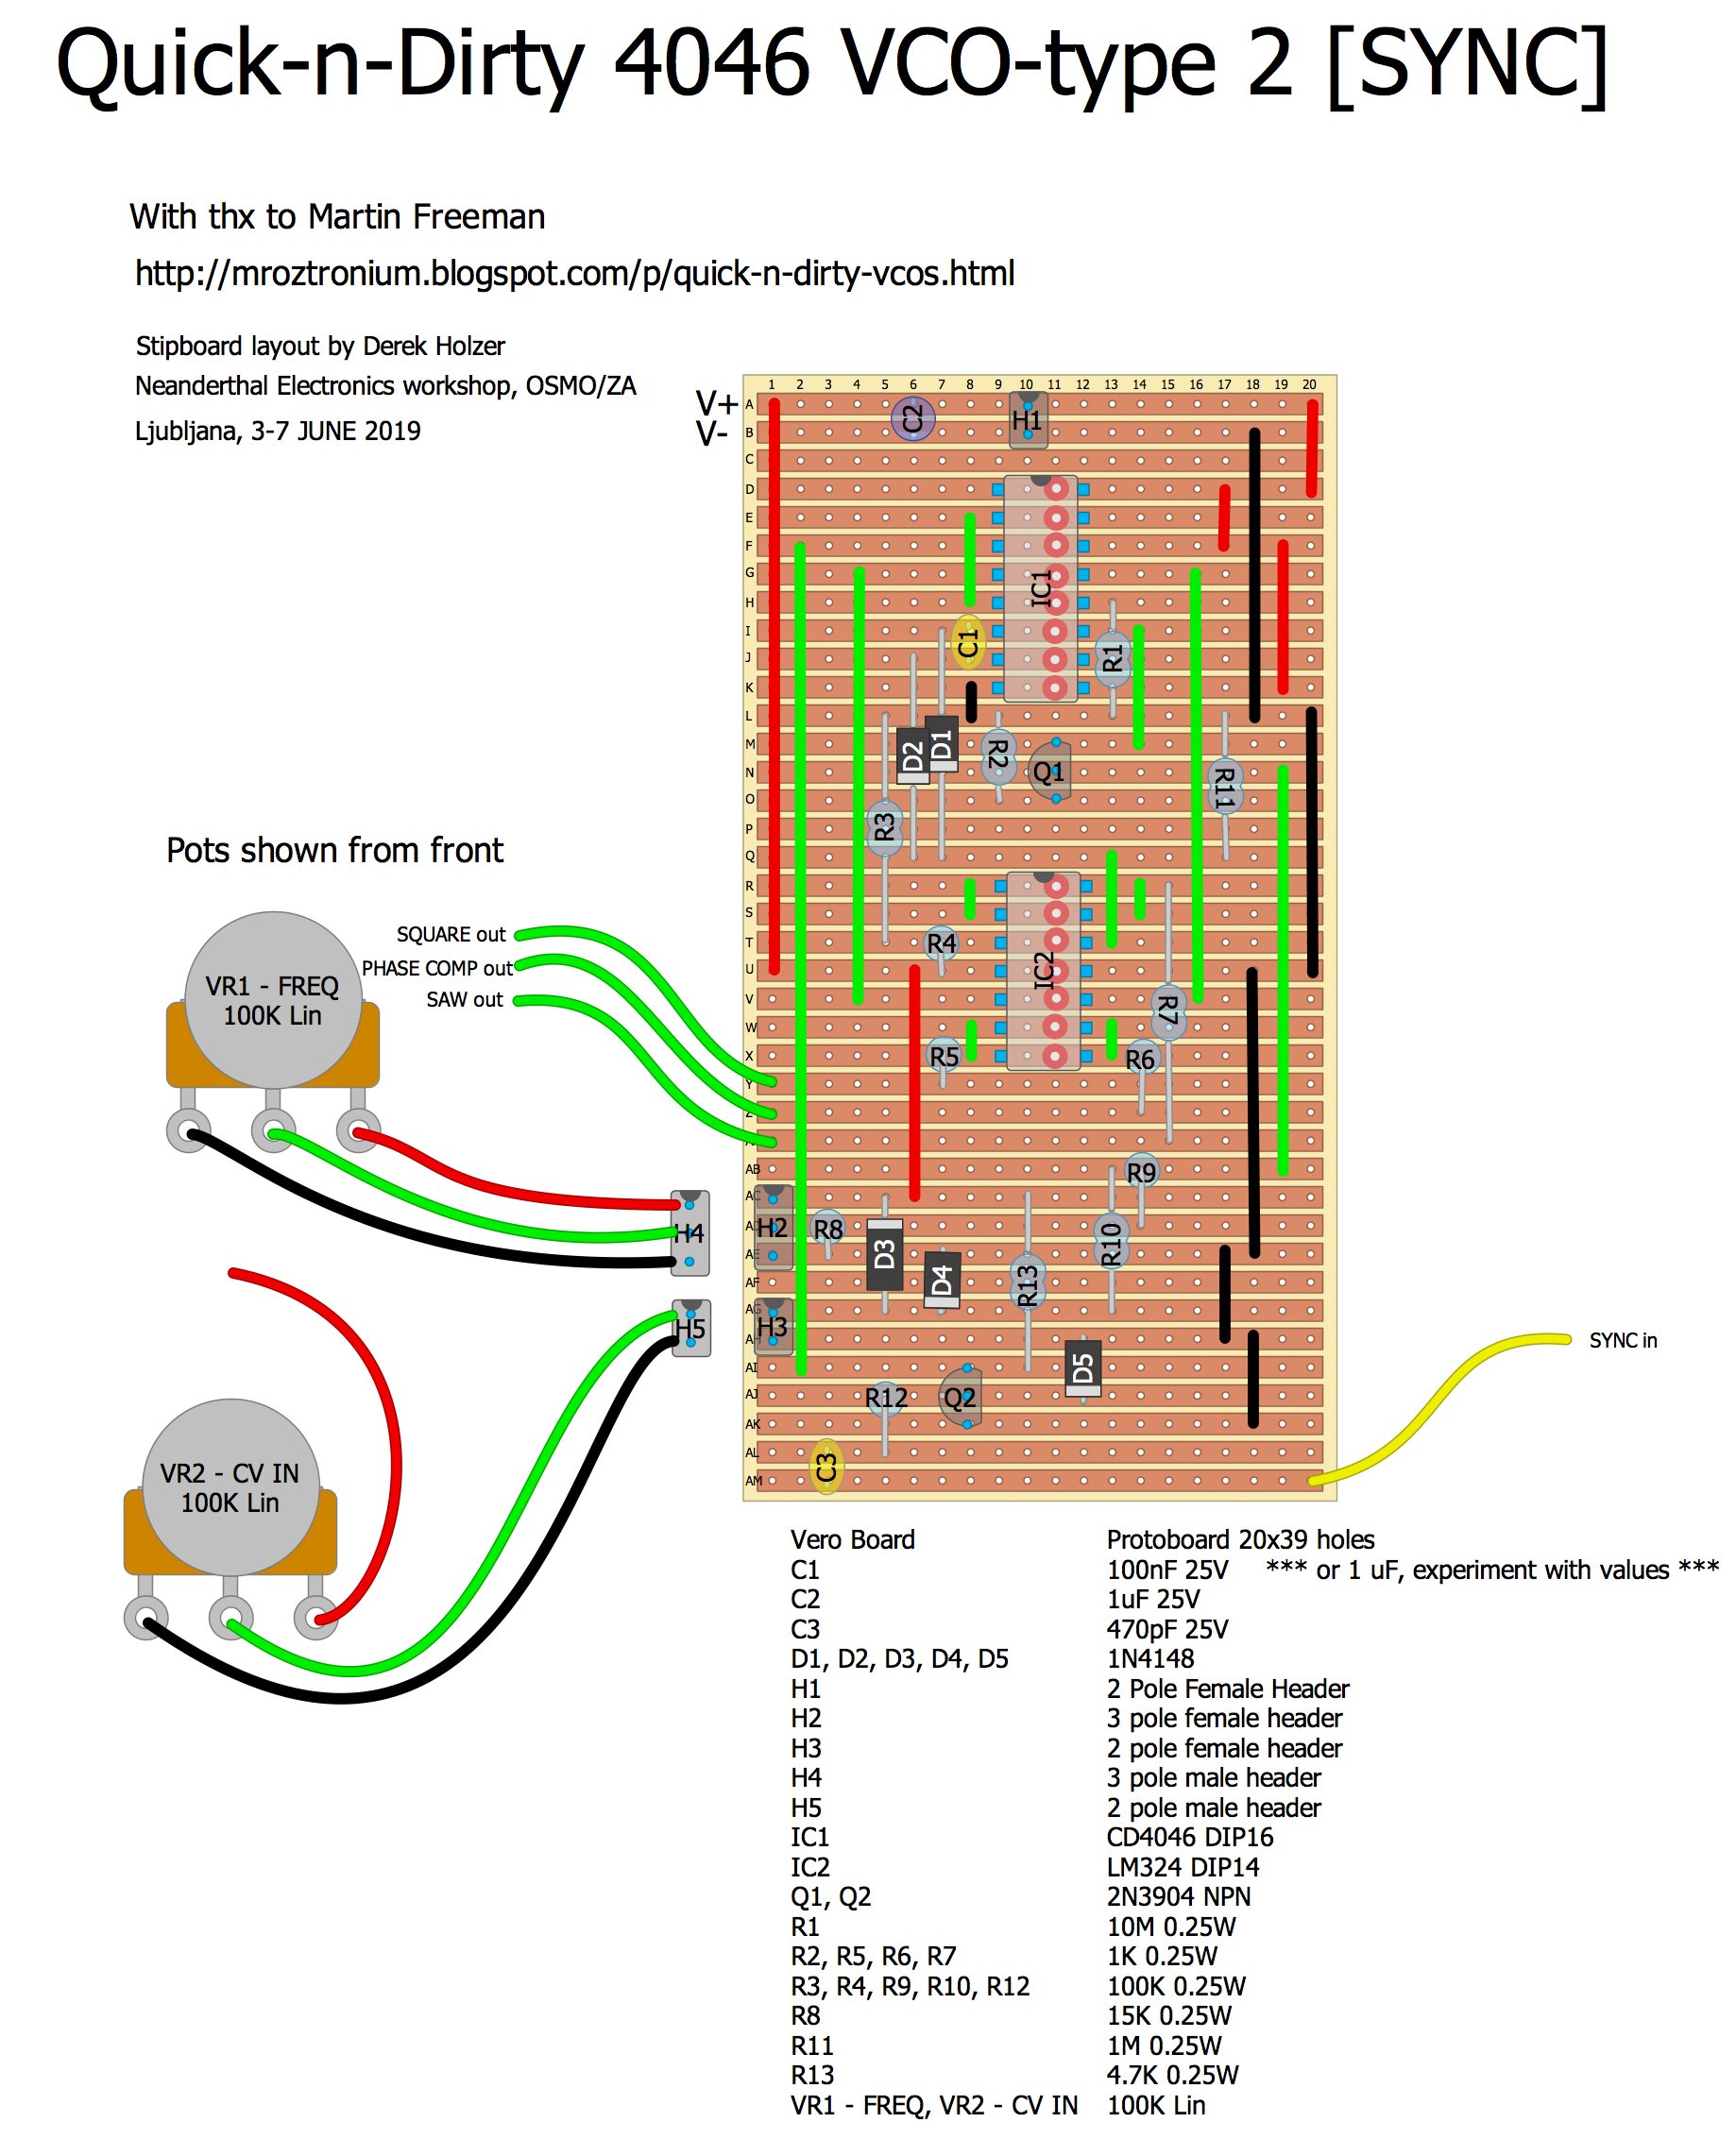 Quick-n-Dirty 4046 VCO-type 2 [SYNC]
With thx to Martin Freeman
http://mroztronium.blogspot.com/p/quick-n-dirty-vcos.html
Stipboard layout by Derek Holzer
Neanderthal Electronics workshop, OSMO/ZA
Ljubljana, 3-7 JUNE 2019
V+
V-
1 2 3 4 5 6 7 8 9 10 11 12 13 14 15 16 17 18 19 20
A
B
C
D
E
F
G
H
I
J
K
L
M
N
O
P
Q
R
S
T
U
V
W
X
Y
Z
AB
AC
AD
AE
AF
AG
AH
AI
AJ
AK
AL
AM
C2
H1
IC1
C1
R1
D2
D1
R2
Q1
R11
R3
R4
IC2
R7
R5
R6
R9
H2
R8
D3
D4
R13
R10
H3
D5
R12
Q2
C3
Pots shown from front
SQUARE out
PHASE COMP out
SAW out
VR1 - FREQ
100K Lin
H4
H5
VR2 - CV IN
100K Lin
SYNC in
Vero Board Protoboard 20x39 holes
C1 100nF 25V *** or 1 uF, experiment with values ***
C2 1uF 25V
C3 470pF 25V
D1, D2, D3, D4, D5 1N4148
H1 2 Pole Female Header
H2 3 pole female header
H3 2 pole female header
H4 3 pole male header
H5 2 pole male header
IC1 CD4046 DIP16
IC2 LM324 DIP14
Q1, Q2 2N3904 NPN
R1 10M 0.25W
R2, R5, R6, R7 1K 0.25W
R3, R4, R9, R10, R12 100K 0.25W
R8 15K 0.25W
R11 1M 0.25W
R13 4.7K 0.25W
VR1 - FREQ, VR2 - CV IN 100K Lin